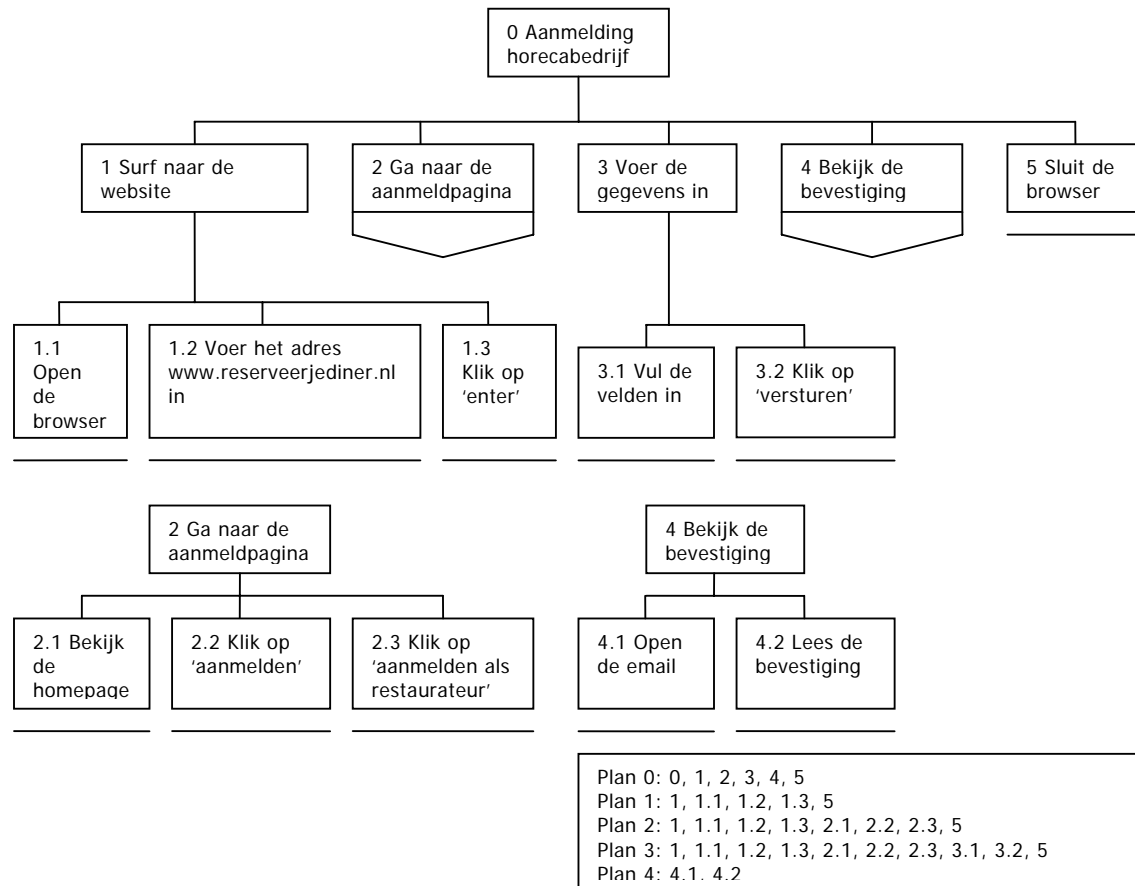 0 Aanmelding
horecabedrijf
1 Surf naar de
website
2 Ga naar de
aanmeldpagina
3 Voer de
gegevens in
4 Bekijk de
bevestiging
5 Sluit de
browser
1.1
Open
de
browser
1.2 Voer het adres
www.reserveerjediner.nl
in
1.3
Klik op
‘enter’
3.1 Vul de
velden in
3.2 Klik op
‘versturen’
2 Ga naar de
aanmeldpagina
4 Bekijk de
bevestiging
2.1 Bekijk
de
homepage
2.2 Klik op
‘aanmelden’
2.3 Klik op
‘aanmelden als
restaurateur’
4.1 Open
de email
4.2 Lees de
bevestiging
Plan 0: 0, 1, 2, 3, 4, 5
Plan 1: 1, 1.1, 1.2, 1.3, 5
Plan 2: 1, 1.1, 1.2, 1.3, 2.1, 2.2, 2.3, 5
Plan 3: 1, 1.1, 1.2, 1.3, 2.1, 2.2, 2.3, 3.1, 3.2, 5
Plan 4: 4.1, 4.2